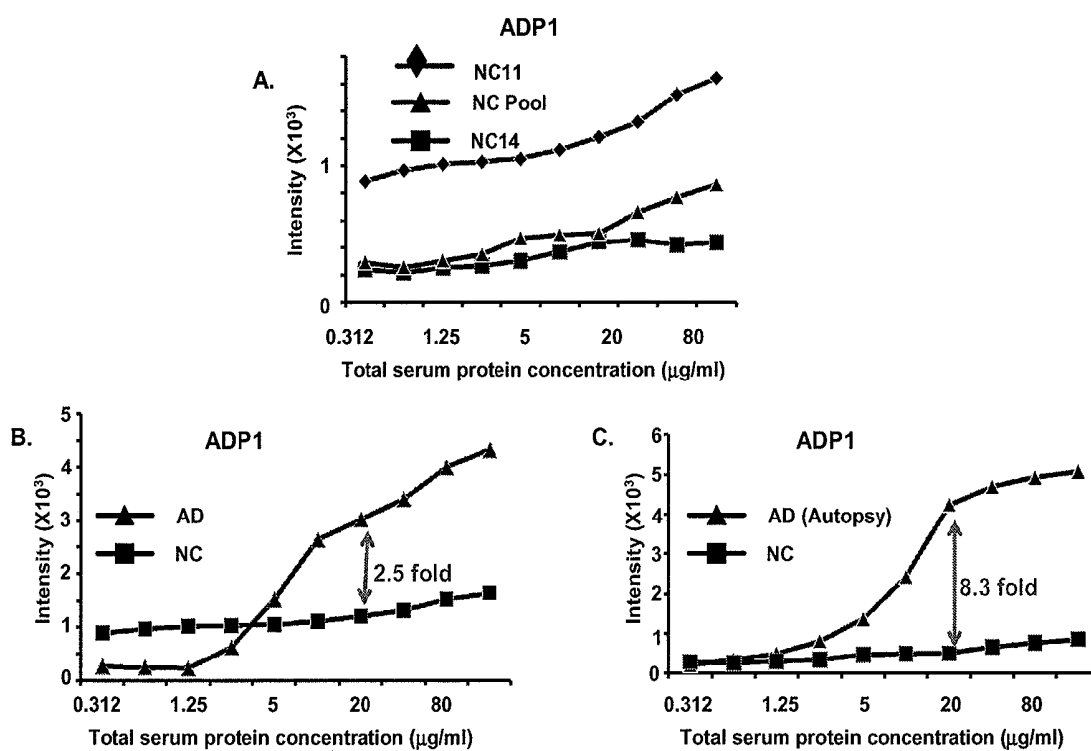 ADP1
A.
NC11
NC Pool
NC14
Intensity (X10³)
1
0
0.312 1.25 5 20 80
Total serum protein concentration (µg/ml)
B.
ADP1
Intensity (X10³)
5
4
3
2
1
0
AD
NC
2.5 fold
0.312 1.25 5 20 80
Total serum protein concentration (µg/ml)
C.
ADP1
Intensity (X10³)
6
5
4
3
2
1
0
AD (Autopsy)
NC
8.3 fold
0.312 1.25 5 20 80
Total serum protein concentration (µg/ml)